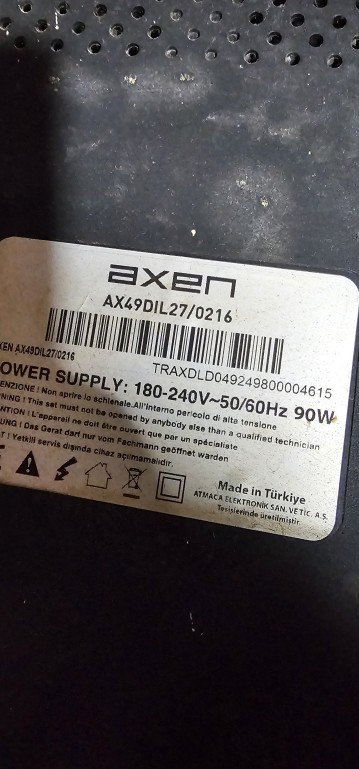 axen
AX49DIL27/0216
XEN AX49DIL27/0216
TRAXDLD049249800004615
OWER SUPPLY: 180-240V~50/60Hz 90W
ENZIONE ! Non sprire lo schienale.All'Interno pericolo di alta tensione
NING ! This set must not be opened by anybody else than a qualified technician
NTION ! L'appareil ne doit être ouvert que par un spécialiste
UNG ! Das Gerat darf nur vom Fachmann geöffnet warden
AT ! Yetkili servis dışında cihaz açılmamalıdır.
Made in Türkiye
ATMACA ELEKTRONİK SAN. VE TİC. A.Ş.
Tesislerinde üretilmiştir.